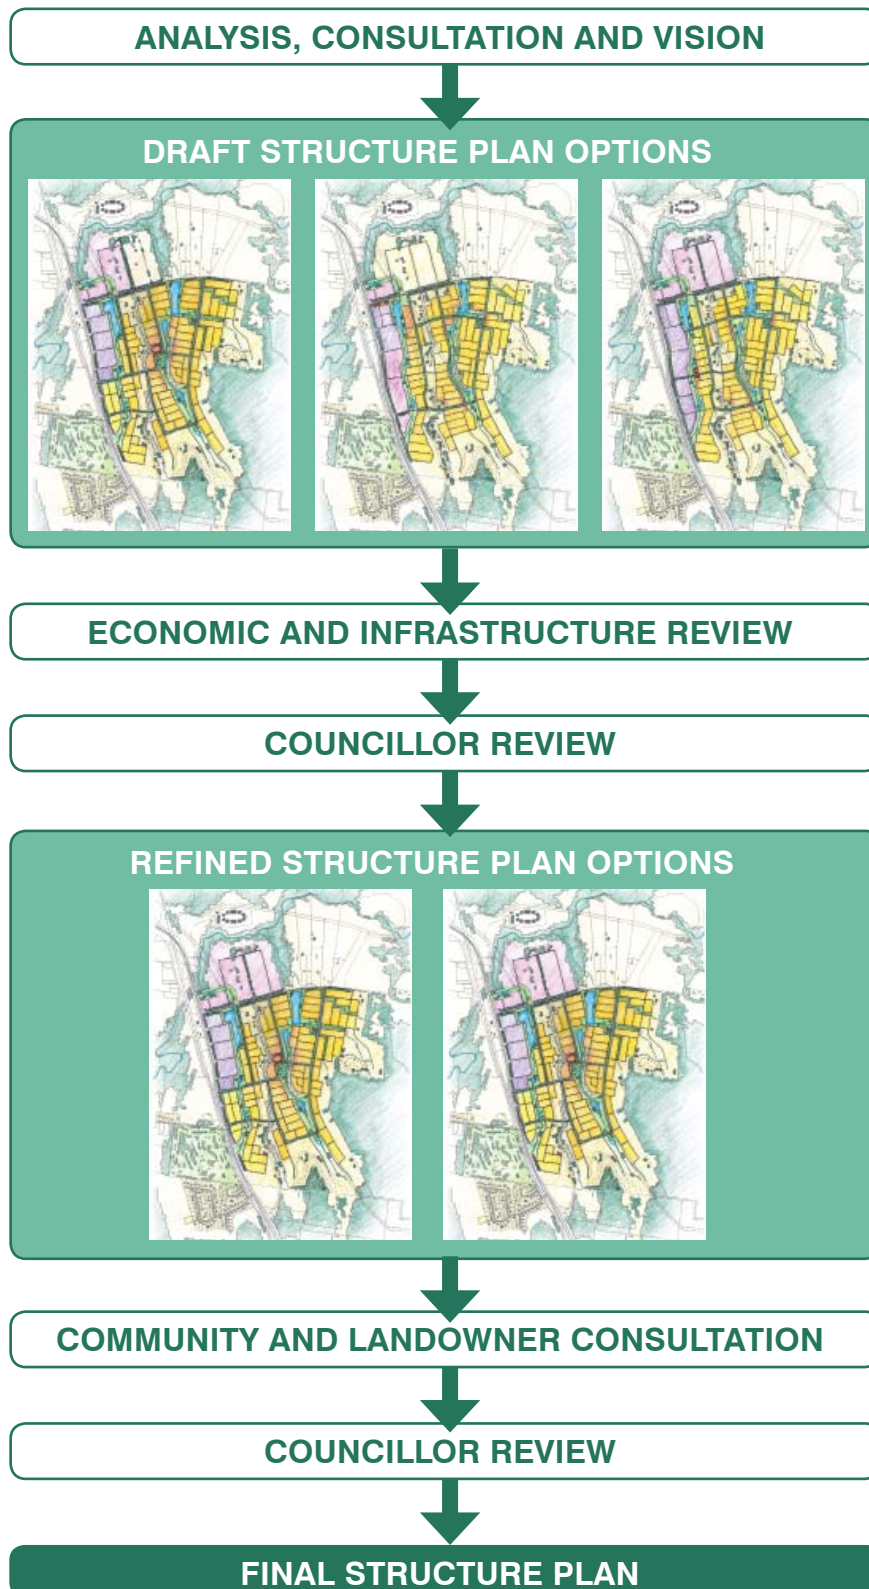 ANALYSIS, CONSULTATION AND VISION
DRAFT STRUCTURE PLAN OPTIONS
ECONOMIC AND INFRASTRUCTURE REVIEW
COUNCILLOR REVIEW
REFINED STRUCTURE PLAN OPTIONS
COMMUNITY AND LANDOWNER CONSULTATION
COUNCILLOR REVIEW
FINAL STRUCTURE PLAN